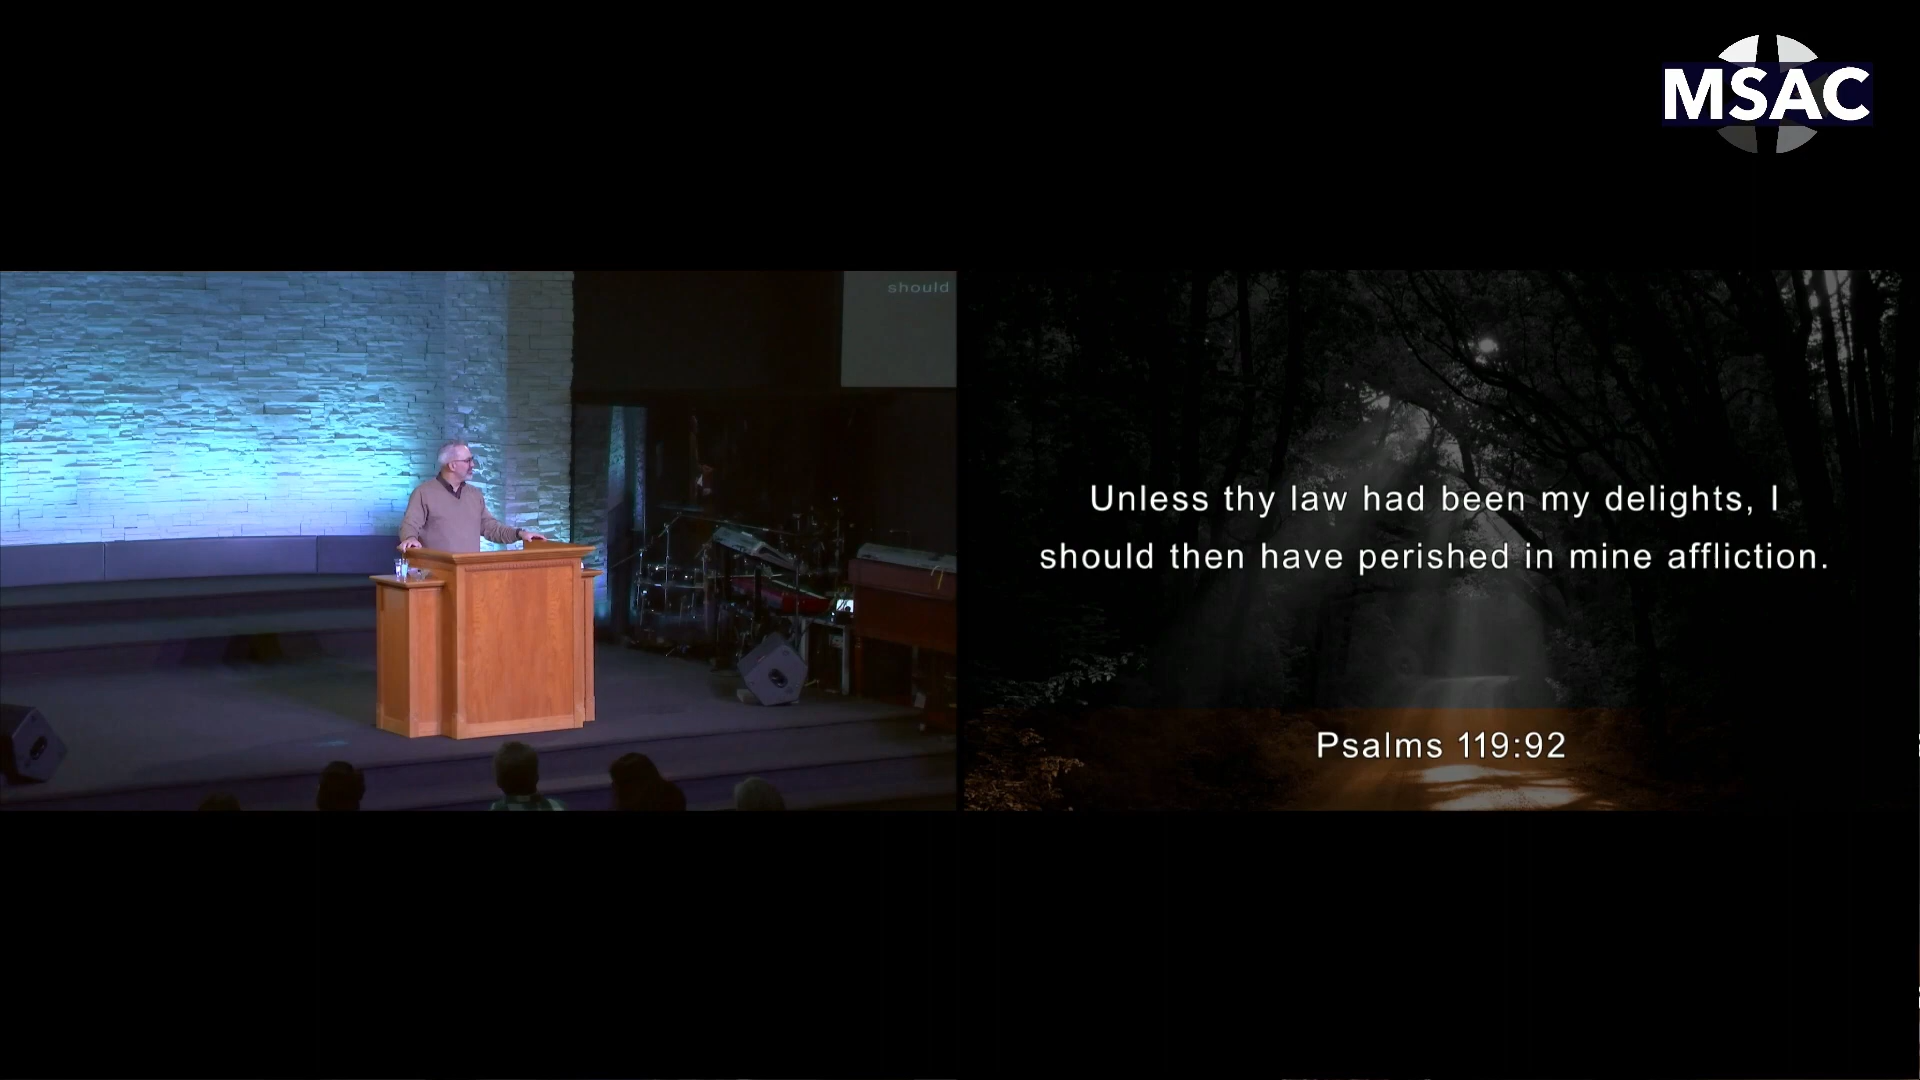 MSAC
should
Unless thy law had been my delights, I
should then have perished in mine affliction.
Psalms 119:92